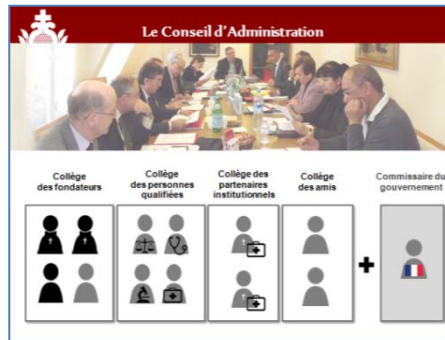 Le Conseil d'Administration
Collège
des fondateurs
Collège
des personnes
qualifiées
Collège des
partenaires
institutionnels
Collège
des amis
Commissaire du
gouvernement
+